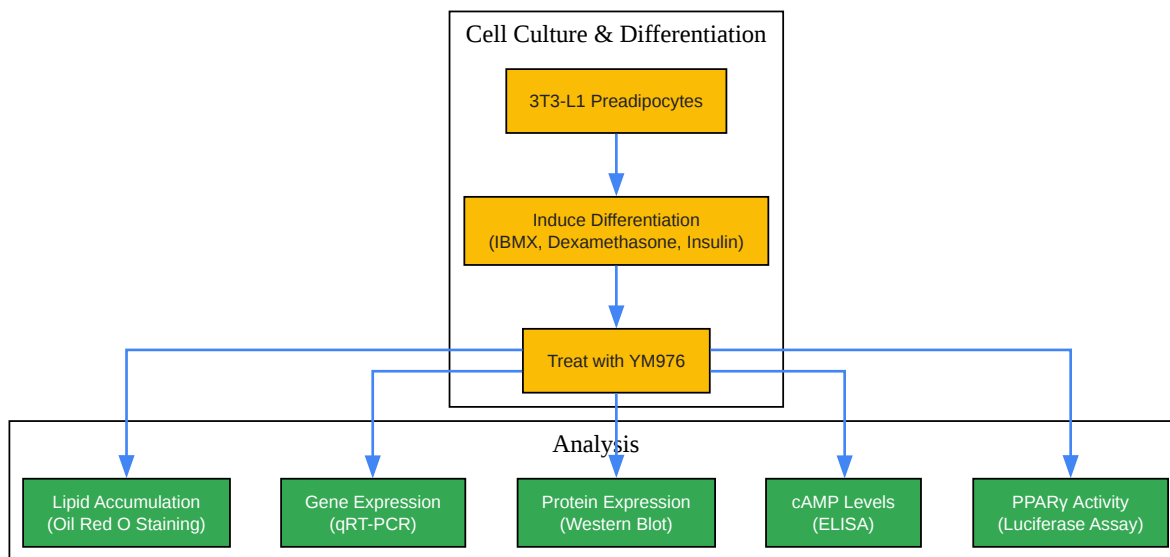 Cell Culture & Differentiation
3T3-L1 Preadipocytes
Induce Differentiation
(IBMX, Dexamethasone, Insulin)
Treat with YM976
Analysis
Lipid Accumulation
(Oil Red O Staining)
Gene Expression
(qRT-PCR)
Protein Expression
(Western Blot)
cAMP Levels
(ELISA)
PPARγ Activity
(Luciferase Assay)